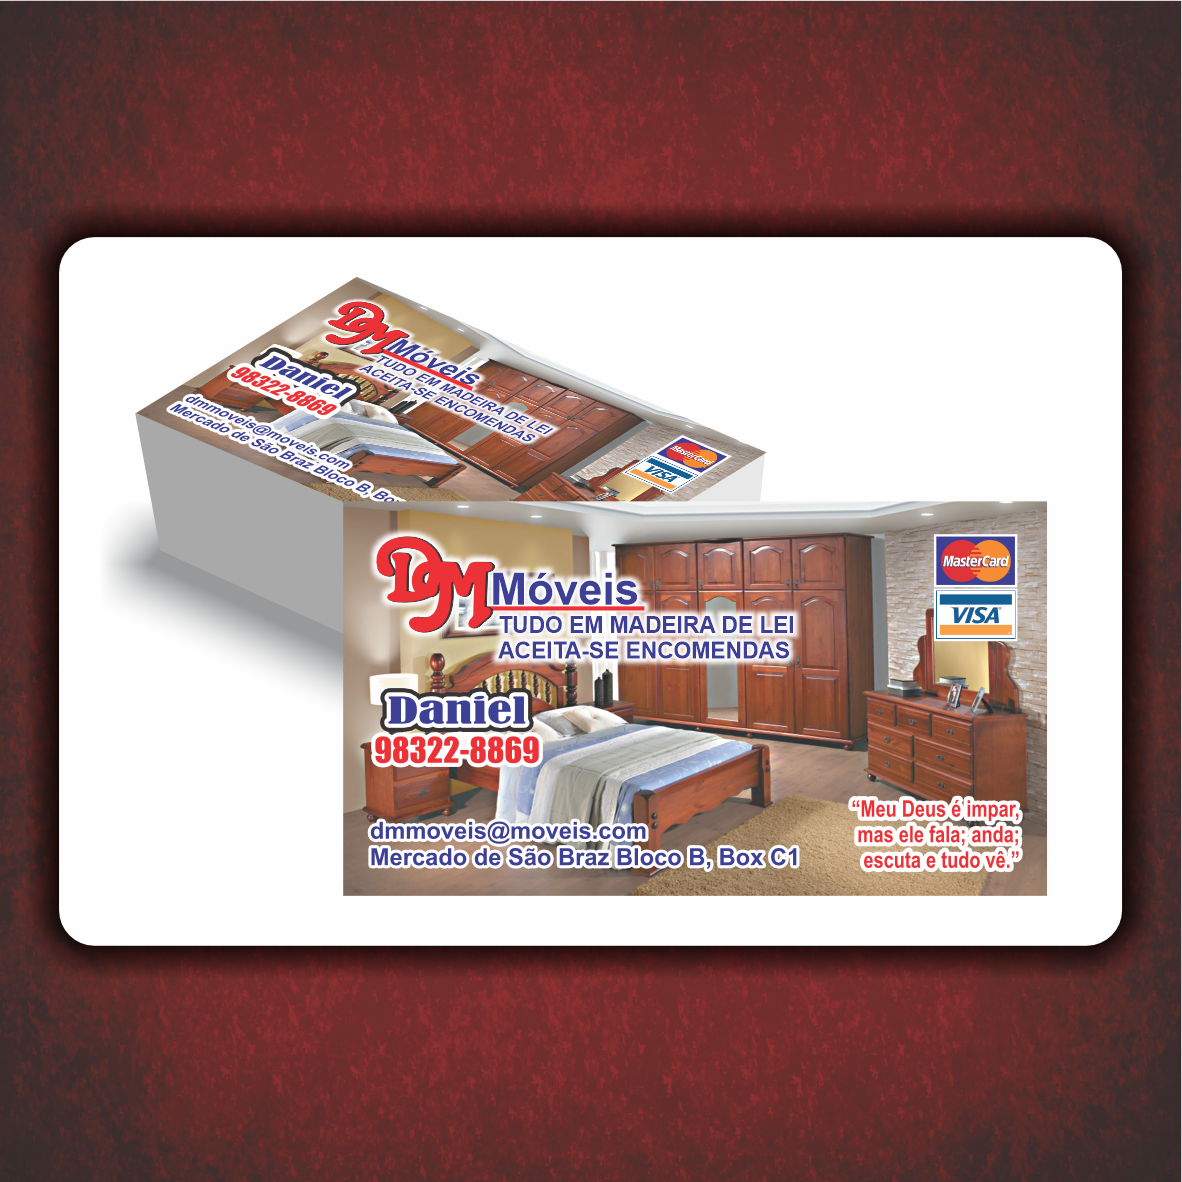 DM Móveis
TUDO EM MADEIRA DE LEI
ACEITA-SE ENCOMENDAS
Daniel
98322-8869
dmmoveis@moveis.com
Mercado de São Braz Bloco B, Bo
MasterCard
VISA
DM Móveis
TUDO EM MADEIRA DE LEI
ACEITA-SE ENCOMENDAS
MasterCard
VISA
Daniel
98322-8869
dmmoveis@moveis.com
Mercado de São Braz Bloco B, Box C1
“Meu Deus é impar,
mas ele fala; anda;
escuta e tudo vê.”